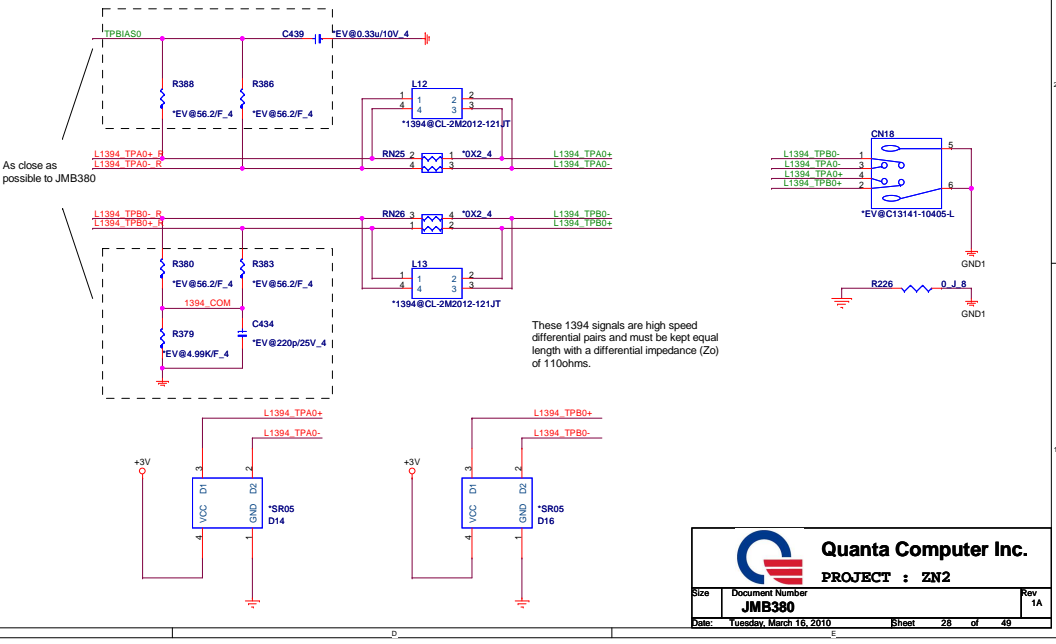 TPBIAS0
C439
*EV@0.33u/10V_4
R388
R386
*EV@56.2/F_4
*EV@56.2/F_4
L12
1
2
4
3
1
2
4
3
*1394@CL-2M2012-121JT
As close as
possible to JMB380
L1394_TPA0+_R
L1394_TPA0-_R
RN25
2
1
4
3
*0X2_4
L1394_TPA0+
L1394_TPA0-
L1394_TPB0-_R
L1394_TPB0+_R
RN26
3
4
1
2
*0X2_4
L1394_TPB0-
L1394_TPB0+
L13
1
2
4
3
1
2
4
3
*1394@CL-2M2012-121JT
R380
R383
*EV@56.2/F_4
*EV@56.2/F_4
1394_COM
R379
*EV@4.99K/F_4
C434
*EV@220p/25V_4
These 1394 signals are high speed
differential pairs and must be kept equal
length with a differential impedance (Zo)
of 110ohms.
CN18
L1394_TPB0-
1
L1394_TPA0-
3
L1394_TPA0+
4
L1394_TPB0+
2
5
6
*EV@C13141-10405-L
GND1
R226
0_J_8
GND1
L1394_TPA0+
L1394_TPA0-
+3V
3
2
D1
D2
VCC
GND
4
1
*SR05
D14
L1394_TPB0+
L1394_TPB0-
+3V
3
2
D1
D2
VCC
GND
4
1
*SR05
D16
2
1
Quanta Computer Inc.
PROJECT : ZN2
Size
Document Number
Rev
JMB380
1A
Date:
Tuesday, March 16, 2010
Sheet
28
of
49
D
E